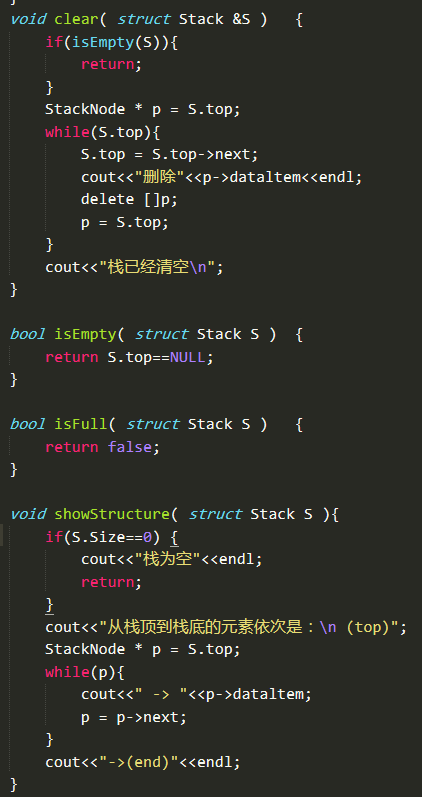 }
void clear( struct Stack &S )   {
    if(isEmpty(S)){
        return;
    }
    StackNode * p = S.top;
    while(S.top){
        S.top = S.top->next;
        cout<<"删除"<<p->dataItem<<endl;
        delete []p;
        p = S.top;
    }
    cout<<"栈已经清空\n";
}

bool isEmpty( struct Stack S )  {
    return S.top==NULL;
}

bool isFull( struct Stack S )   {
    return false;
}

void showStructure( struct Stack S ){
    if(S.Size==0) {
        cout<<"栈为空"<<endl;
        return;
    }
    cout<<"从栈顶到栈底的元素依次是：\n (top)";
    StackNode * p = S.top;
    while(p){
        cout<<" -> "<<p->dataItem;
        p = p->next;
    }
    cout<<"->(end)"<<endl;
}